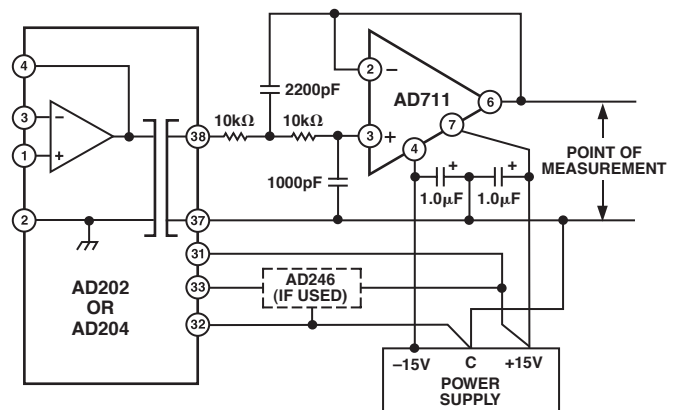 4
3
–
1
+
2
AD202
OR
AD204
38
37
31
33
32
10kΩ
2200pF
10kΩ
1000pF
2
–
AD711
6
7
3
+
4
+
+
1.0µF
1.0µF
POINT OF
MEASUREMENT
AD246
(IF USED)
–15V
C
+15V
POWER
SUPPLY